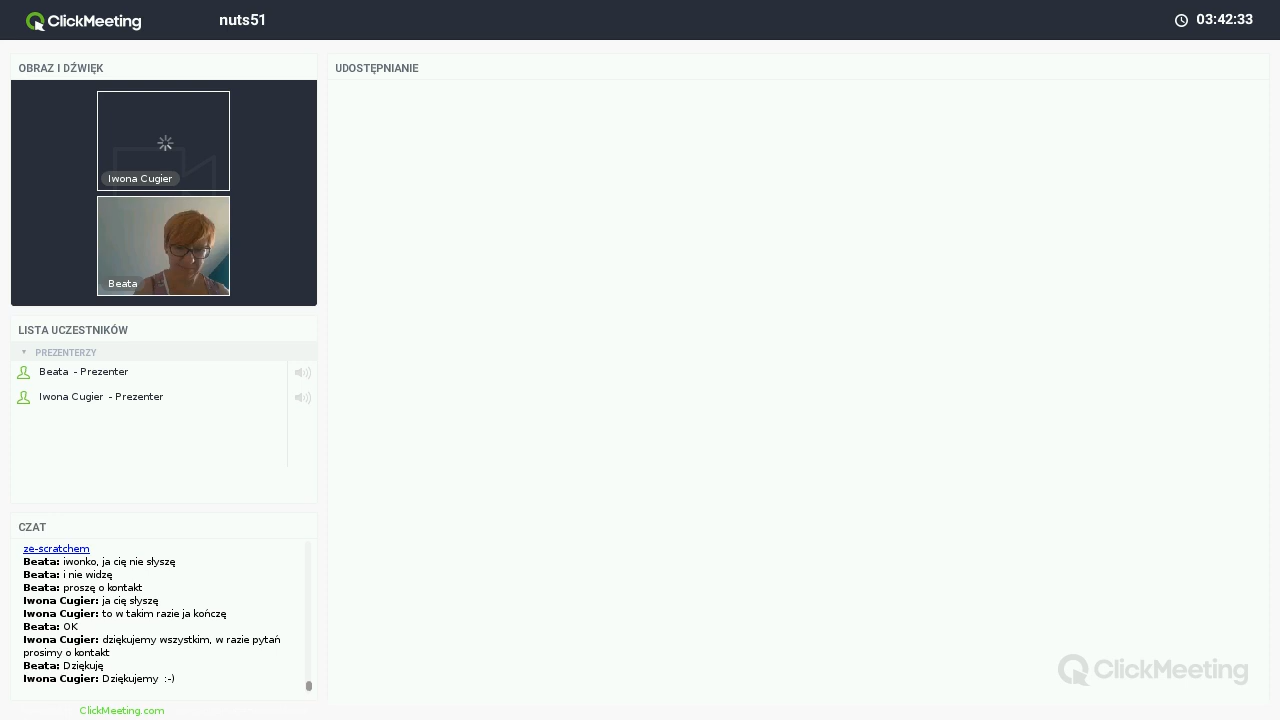 ClickMeeting
nuts51
03:42:33
OBRAZ I DŹWIĘK
UDOSTĘPNIANIE
Iwona Cugier
Beata
LISTA UCZESTNIKÓW
PREZENTERZY
Beata - Prezenter
Iwona Cugier - Prezenter
CZAT
ze-scratchem
Beata: iwonko, ja cię nie słyszę
Beata: i nie widzę
Beata: proszę o kontakt
Iwona Cugier: ja cię słyszę
Iwona Cugier: to w takim razie ja kończę
Beata: OK
Iwona Cugier: dziękujemy wszystkim, w razie pytań
prosimy o kontakt
Beata: Dziękuję
Iwona Cugier: Dziękujemy :-)
ClickMeeting
ClickMeeting.com